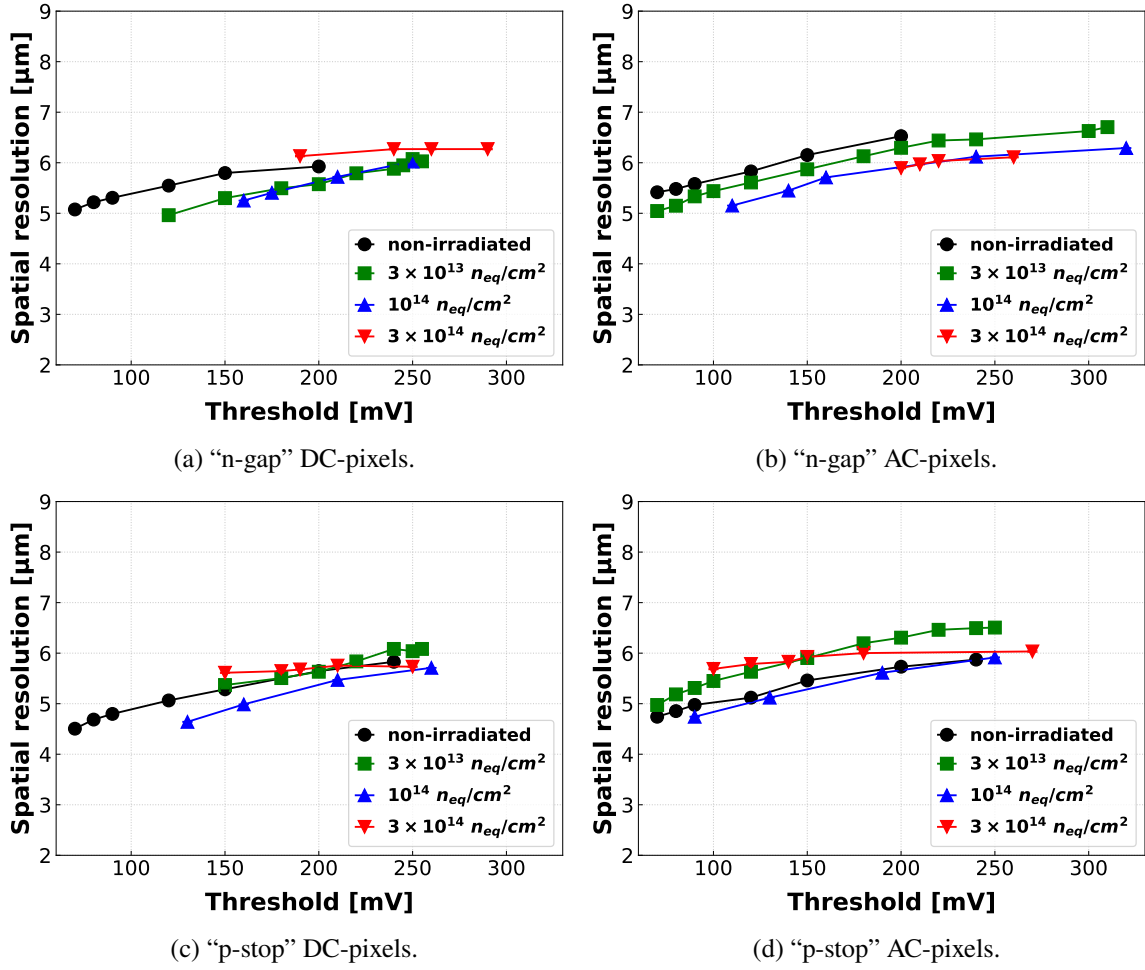 9
8
7
6
5
4
3
2
100 150 200 250 300
Spatial resolution [μm]
Threshold [mV]
non-irradiated
3 × 10¹³ n_eq/cm²
10¹⁴ n_eq/cm²
3 × 10¹⁴ n_eq/cm²
(a) “n-gap” DC-pixels.
9
8
7
6
5
4
3
2
100 150 200 250 300
Spatial resolution [μm]
Threshold [mV]
non-irradiated
3 × 10¹³ n_eq/cm²
10¹⁴ n_eq/cm²
3 × 10¹⁴ n_eq/cm²
(b) “n-gap” AC-pixels.
9
8
7
6
5
4
3
2
100 150 200 250 300
Spatial resolution [μm]
Threshold [mV]
non-irradiated
3 × 10¹³ n_eq/cm²
10¹⁴ n_eq/cm²
3 × 10¹⁴ n_eq/cm²
(c) “p-stop” DC-pixels.
9
8
7
6
5
4
3
2
100 150 200 250 300
Spatial resolution [μm]
Threshold [mV]
non-irradiated
3 × 10¹³ n_eq/cm²
10¹⁴ n_eq/cm²
3 × 10¹⁴ n_eq/cm²
(d) “p-stop” AC-pixels.